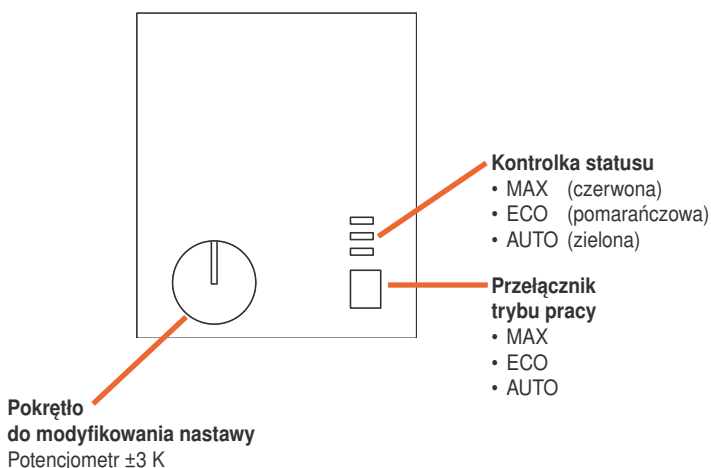 Kontrolka statusu
• MAX (czerwona)
• ECO (pomarańczowa)
• AUTO (zielona)
Przełącznik
trybu pracy
• MAX
• ECO
• AUTO
Pokrętło
do modyfikowania nastawy
Potencjometr ±3 K